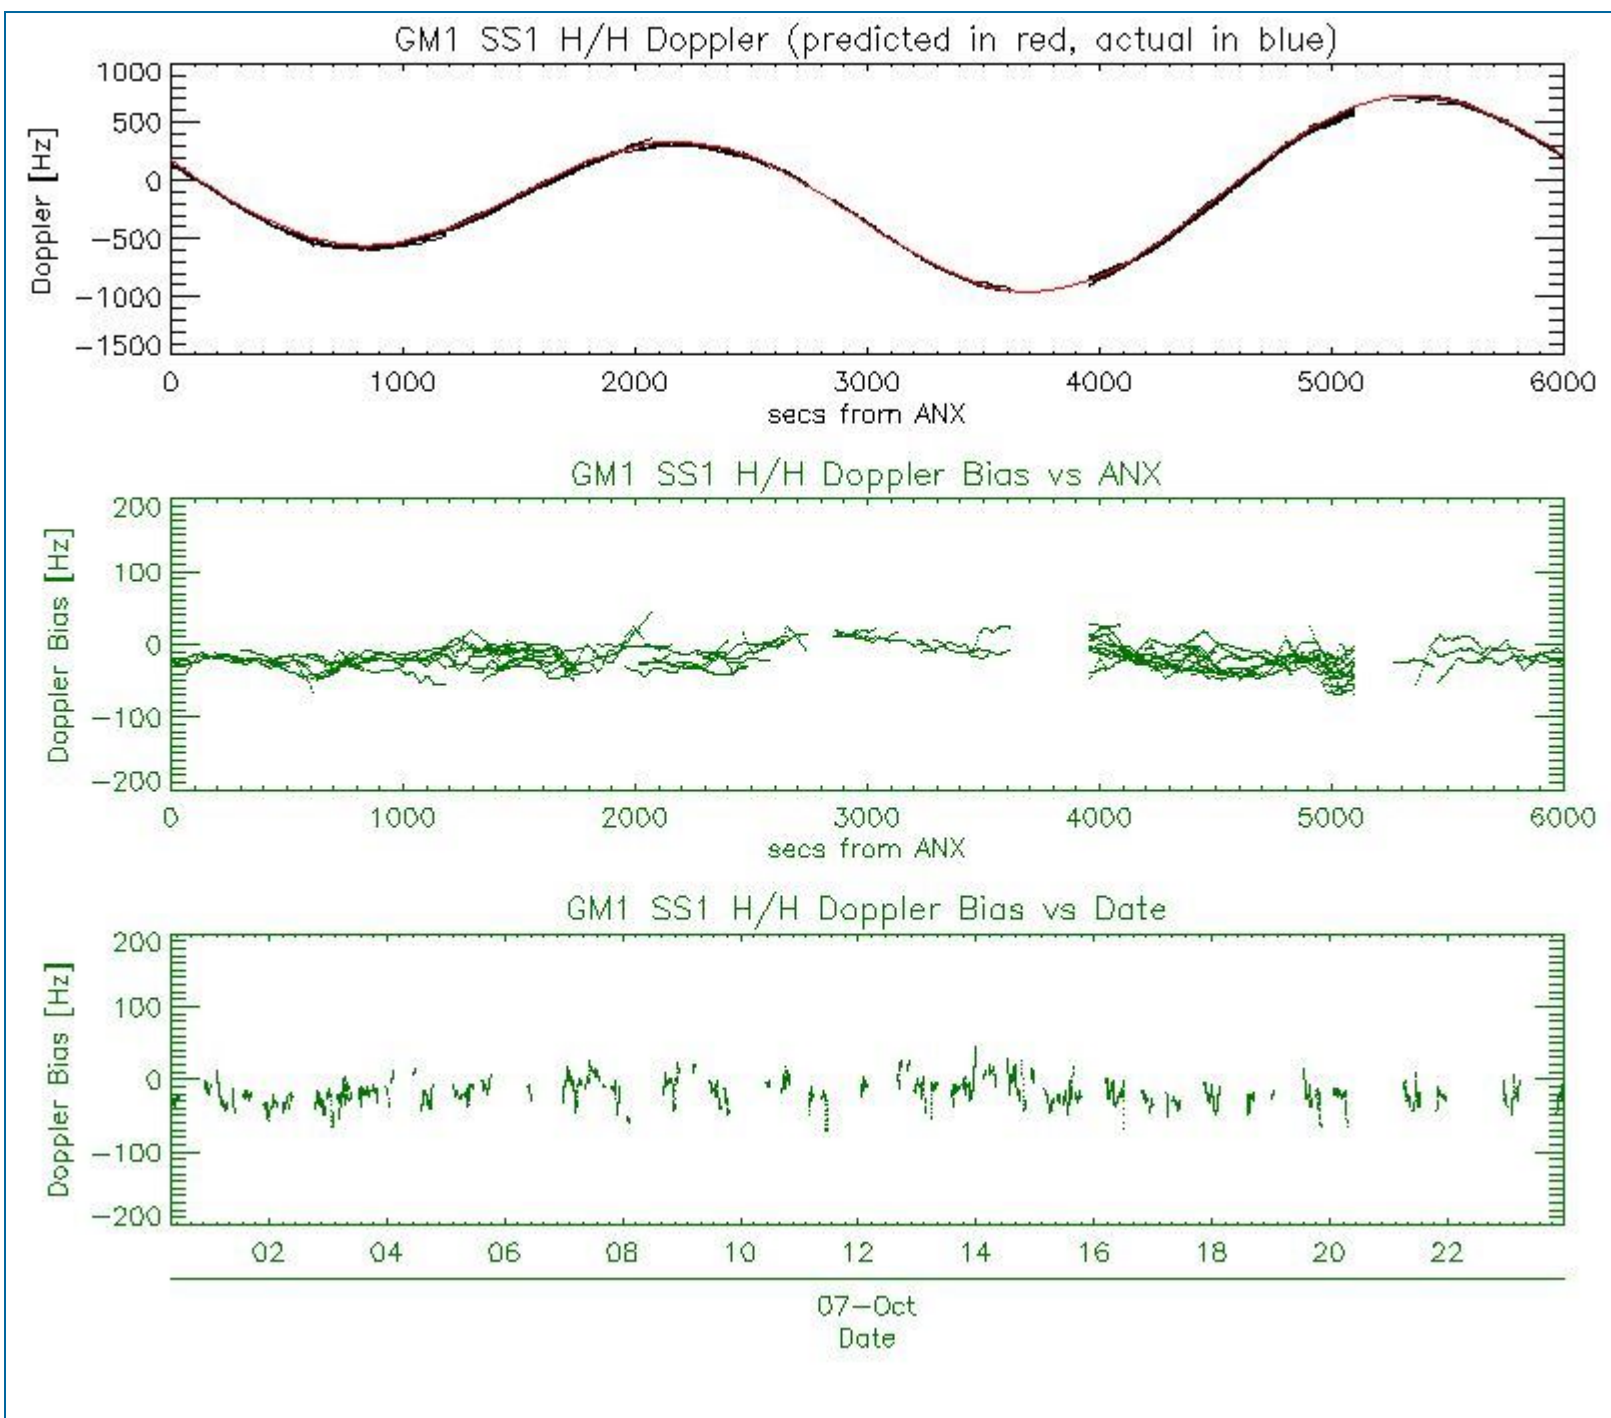 GM1 SS1 H/H Doppler (predicted in red, actual in blue)
1000
500
0
−500
−1000
−1500
Doppler [Hz]
0 1000 2000 3000 4000 5000 6000
secs from ANX
GM1 SS1 H/H Doppler Bias vs ANX
200
100
0
−100
−200
Doppler Bias [Hz]
0 1000 2000 3000 4000 5000 6000
secs from ANX
GM1 SS1 H/H Doppler Bias vs Date
200
100
0
−100
−200
Doppler Bias [Hz]
02 04 06 08 10 12 14 16 18 20 22
07−Oct
Date